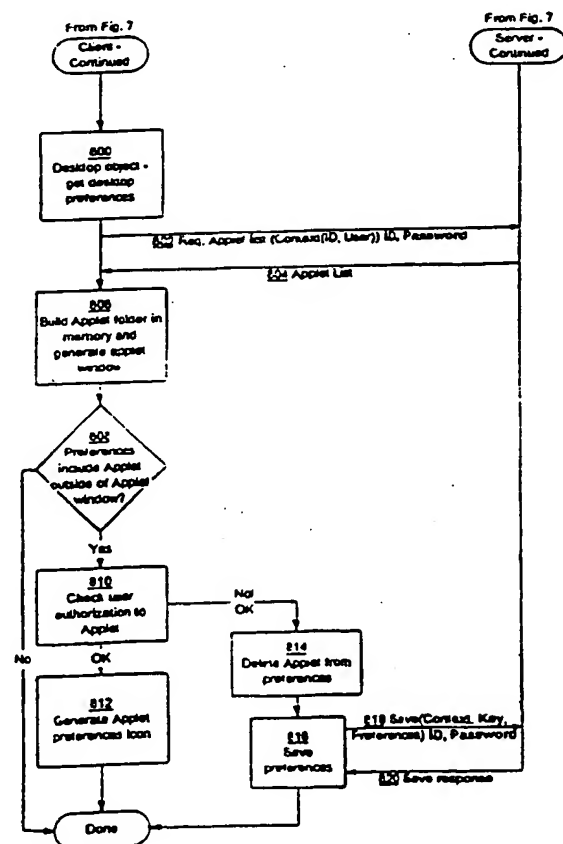 From Fig. 7
Client -
Continued
From Fig. 7
Server -
Continued
800
Desktop object -
get desktop
preferences
802 Req. Applet list (Context(ID, User)) ID, Password
804 Applet List
Build Applet folder in
memory and
generate applet
window
Preferences
include Applet
outside of Applet
window?
Yes
No
810
Check user
authorization to
Applet
Not
OK
OK
812
Generate Applet
preferences Icon
814
Applet from
preferences
Save
preferences
Save(Context, Key,
Preferences) ID, Password
820 Save response
Done